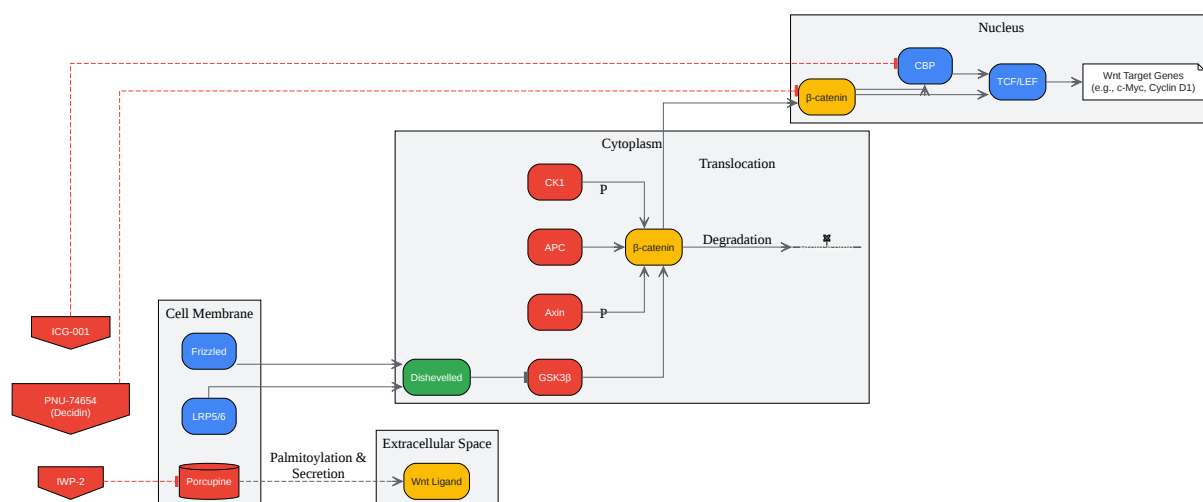 Nucleus
CBP
TCF/LEF
Wnt Target Genes
(e.g., c-Myc, Cyclin D1)
β-catenin
Cytoplasm
Translocation
CK1
P
APC
β-catenin
Degradation
Axin
P
Cell Membrane
ICG-001
Frizzled
Dishevelled
GSK3β
PNU-74654
(Decidin)
LRP5/6
Extracellular Space
Palmitoylation &
Secretion
IWP-2
Porcupine
Wnt Ligand